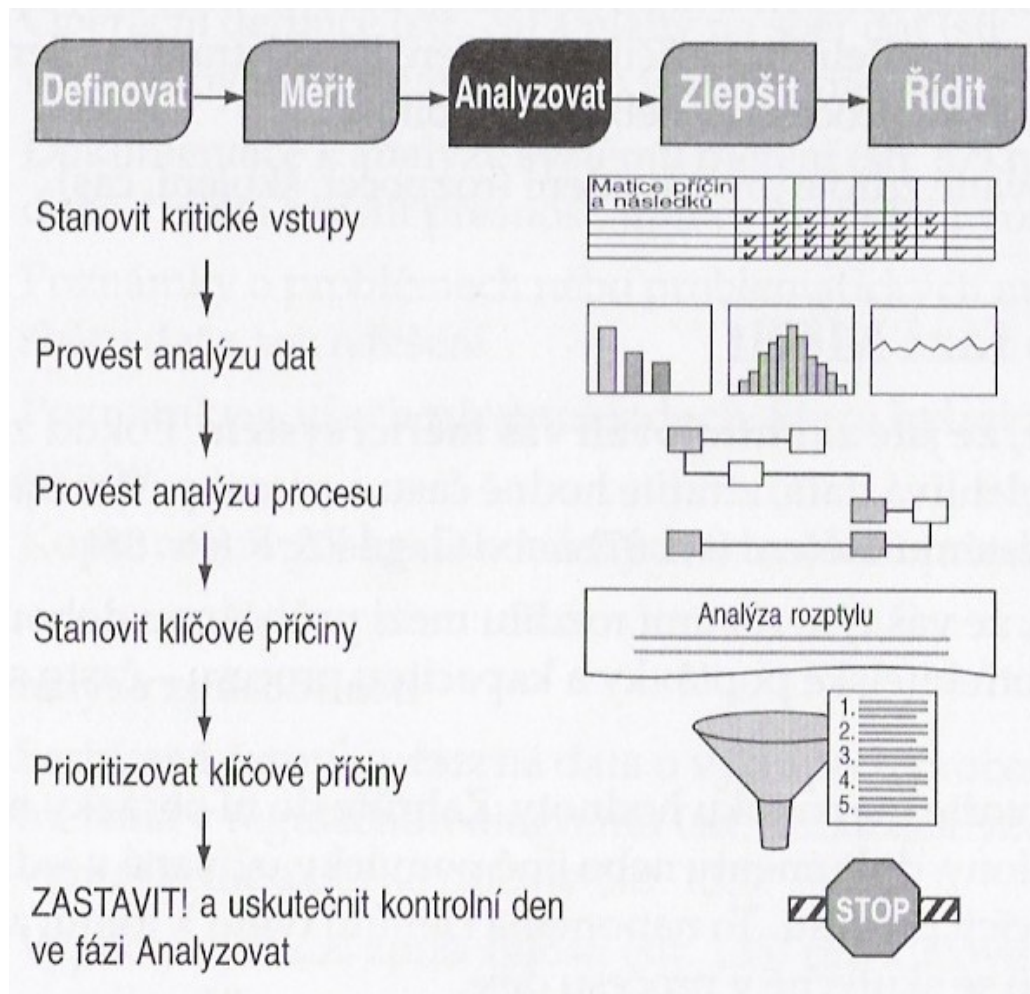 Definovat
Měřit
Analyzovat
Zlepšit
Řídit
Stanovit kritické vstupy
Matice příčin
a následků
Provést analýzu dat
Provést analýzu procesu
Stanovit klíčové příčiny
Analýza rozptylu
Prioritizovat klíčové příčiny
1.
2.
3.
4.
5.
ZASTAVIT! a uskutečnit kontrolní den
ve fázi Analyzovat
STOP